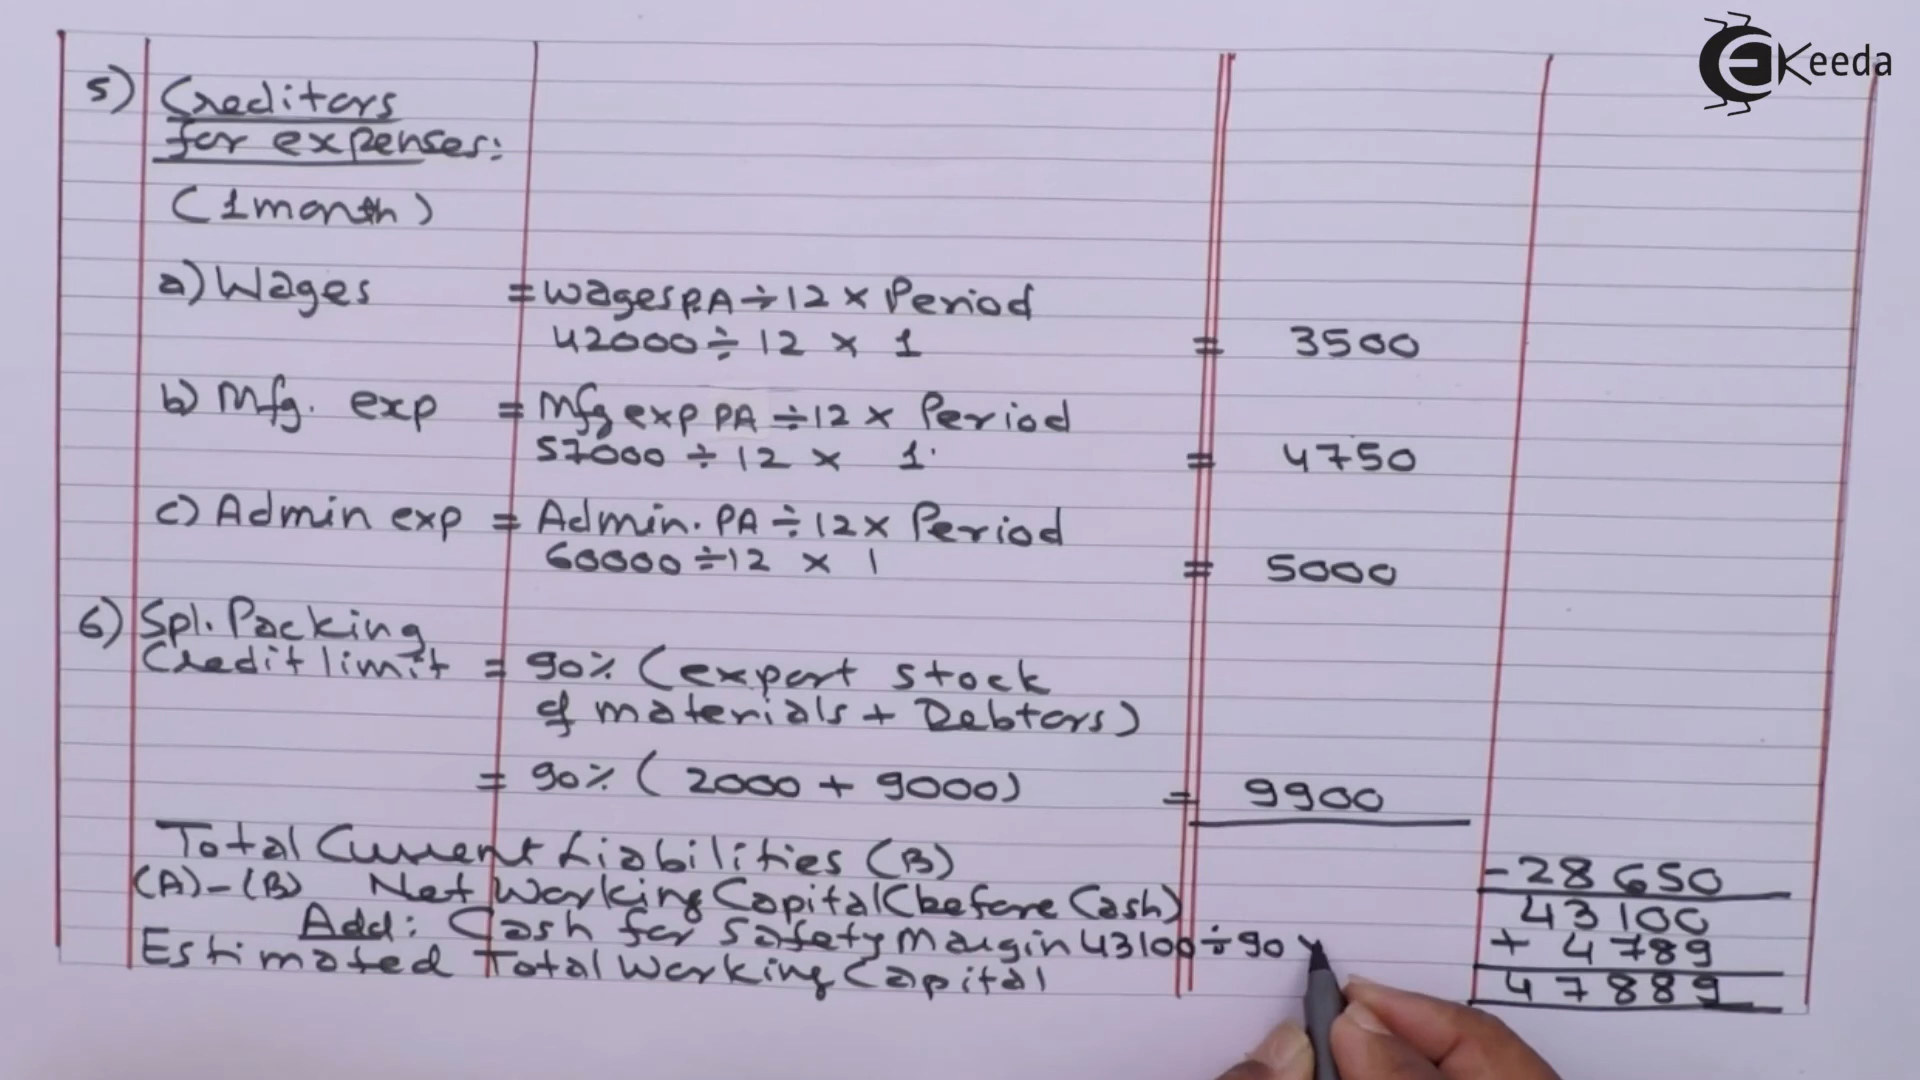 EKeeda
5) Creditors
for expenses:
(1 month)
a) Wages = Wages P.A ÷ 12 × Period
42000 ÷ 12 × 1 = 3500
b) Mfg. exp = Mfg exp PA ÷ 12 × Period
57000 ÷ 12 × 1 = 4750
c) Admin exp = Admin. PA ÷ 12 × Period
60000 ÷ 12 × 1 = 5000
6) Spl. Packing
Credit limit = 90% (export stock
of materials + Debtors)
= 90% (2000 + 9000) = 9900
Total Current Liabilities (B) - 28650
(A) - (B) Net Working Capital (before Cash) 43100
Add: Cash for Safety Margin 43100 ÷ 90 × + 4789
Estimated Total Working Capital 47889